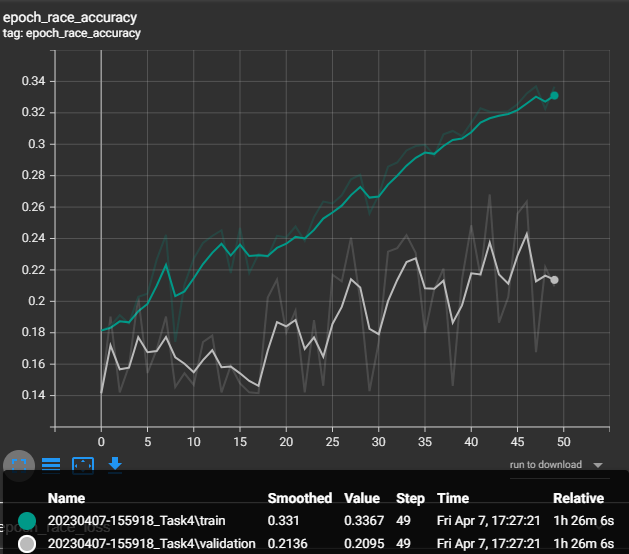 epoch_race_accuracy
tag: epoch_race_accuracy
0.34
0.32
0.3
0.28
0.26
0.24
0.22
0.2
0.18
0.16
0.14
0 5 10 15 20 25 30 35 40 45 50
run to download
epoch_race_loss
Name Smoothed Value Step Time Relative
20230407-155918_Task4\train 0.331 0.3367 49 Fri Apr 7, 17:27:21 1h 26m 6s
20230407-155918_Task4\validation 0.2136 0.2095 49 Fri Apr 7, 17:27:21 1h 26m 6s